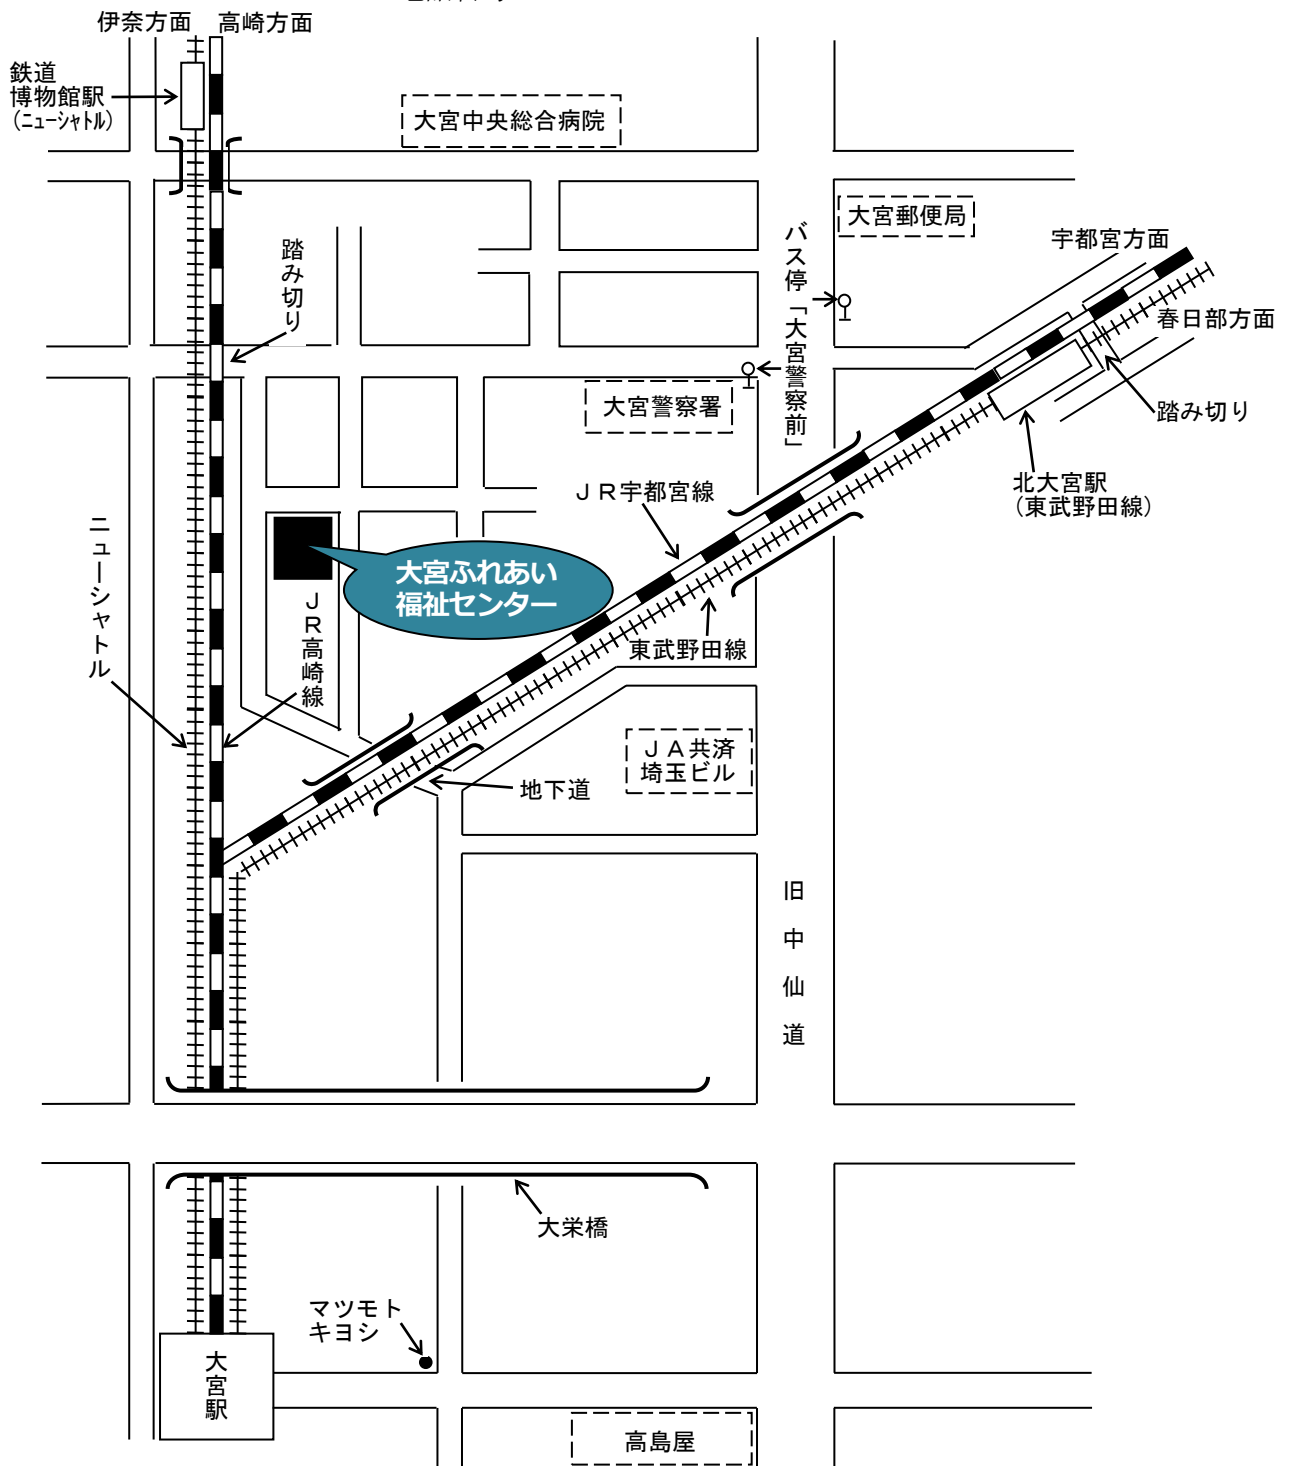 伊奈方面
高崎方面
鉄道
博物館駅
(ﾆｭｰｼｬﾄﾙ)
大宮中央総合病院
大宮郵便局
宇都宮方面
バス停「大宮警察前」
踏み切り
春日部方面
大宮警察署
踏み切り
北大宮駅
(東武野田線)
ＪＲ宇都宮線
ニューシャトル
大宮ふれあい
福祉センター
ＪＲ高崎線
東武野田線
ＪＡ共済
埼玉ビル
地下道
旧中仙道
大栄橋
マツモト
キヨシ
大宮駅
高島屋